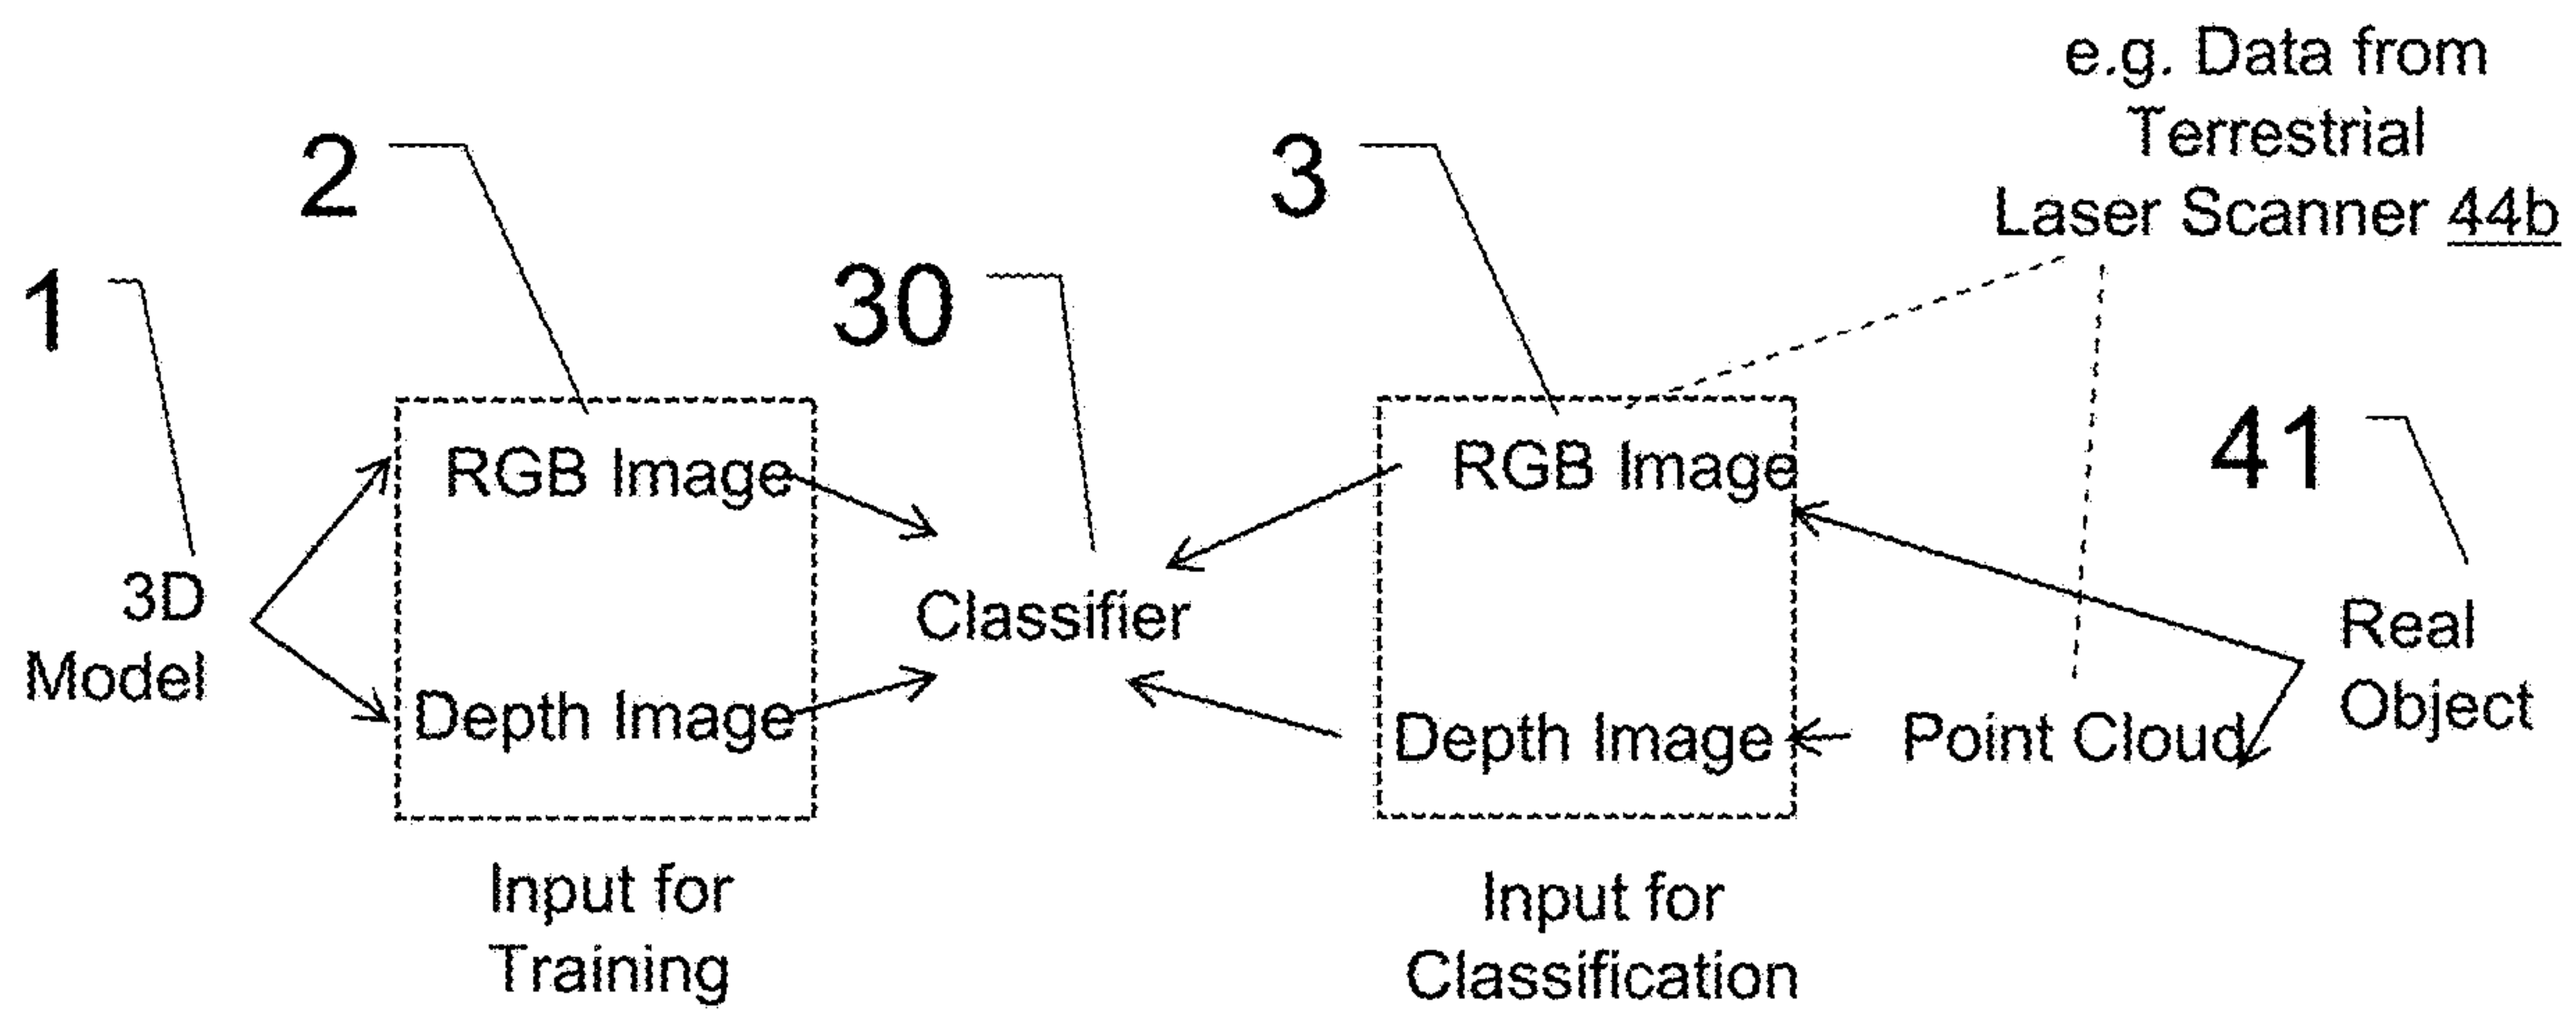 e.g. Data from
Terrestrial
Laser Scanner 44b
2
3
30
1
41
RGB Image
RGB Image
3D
Model
Classifier
Real
Object
Depth Image
Depth Image
Point Cloud
Input for
Training
Input for
Classification